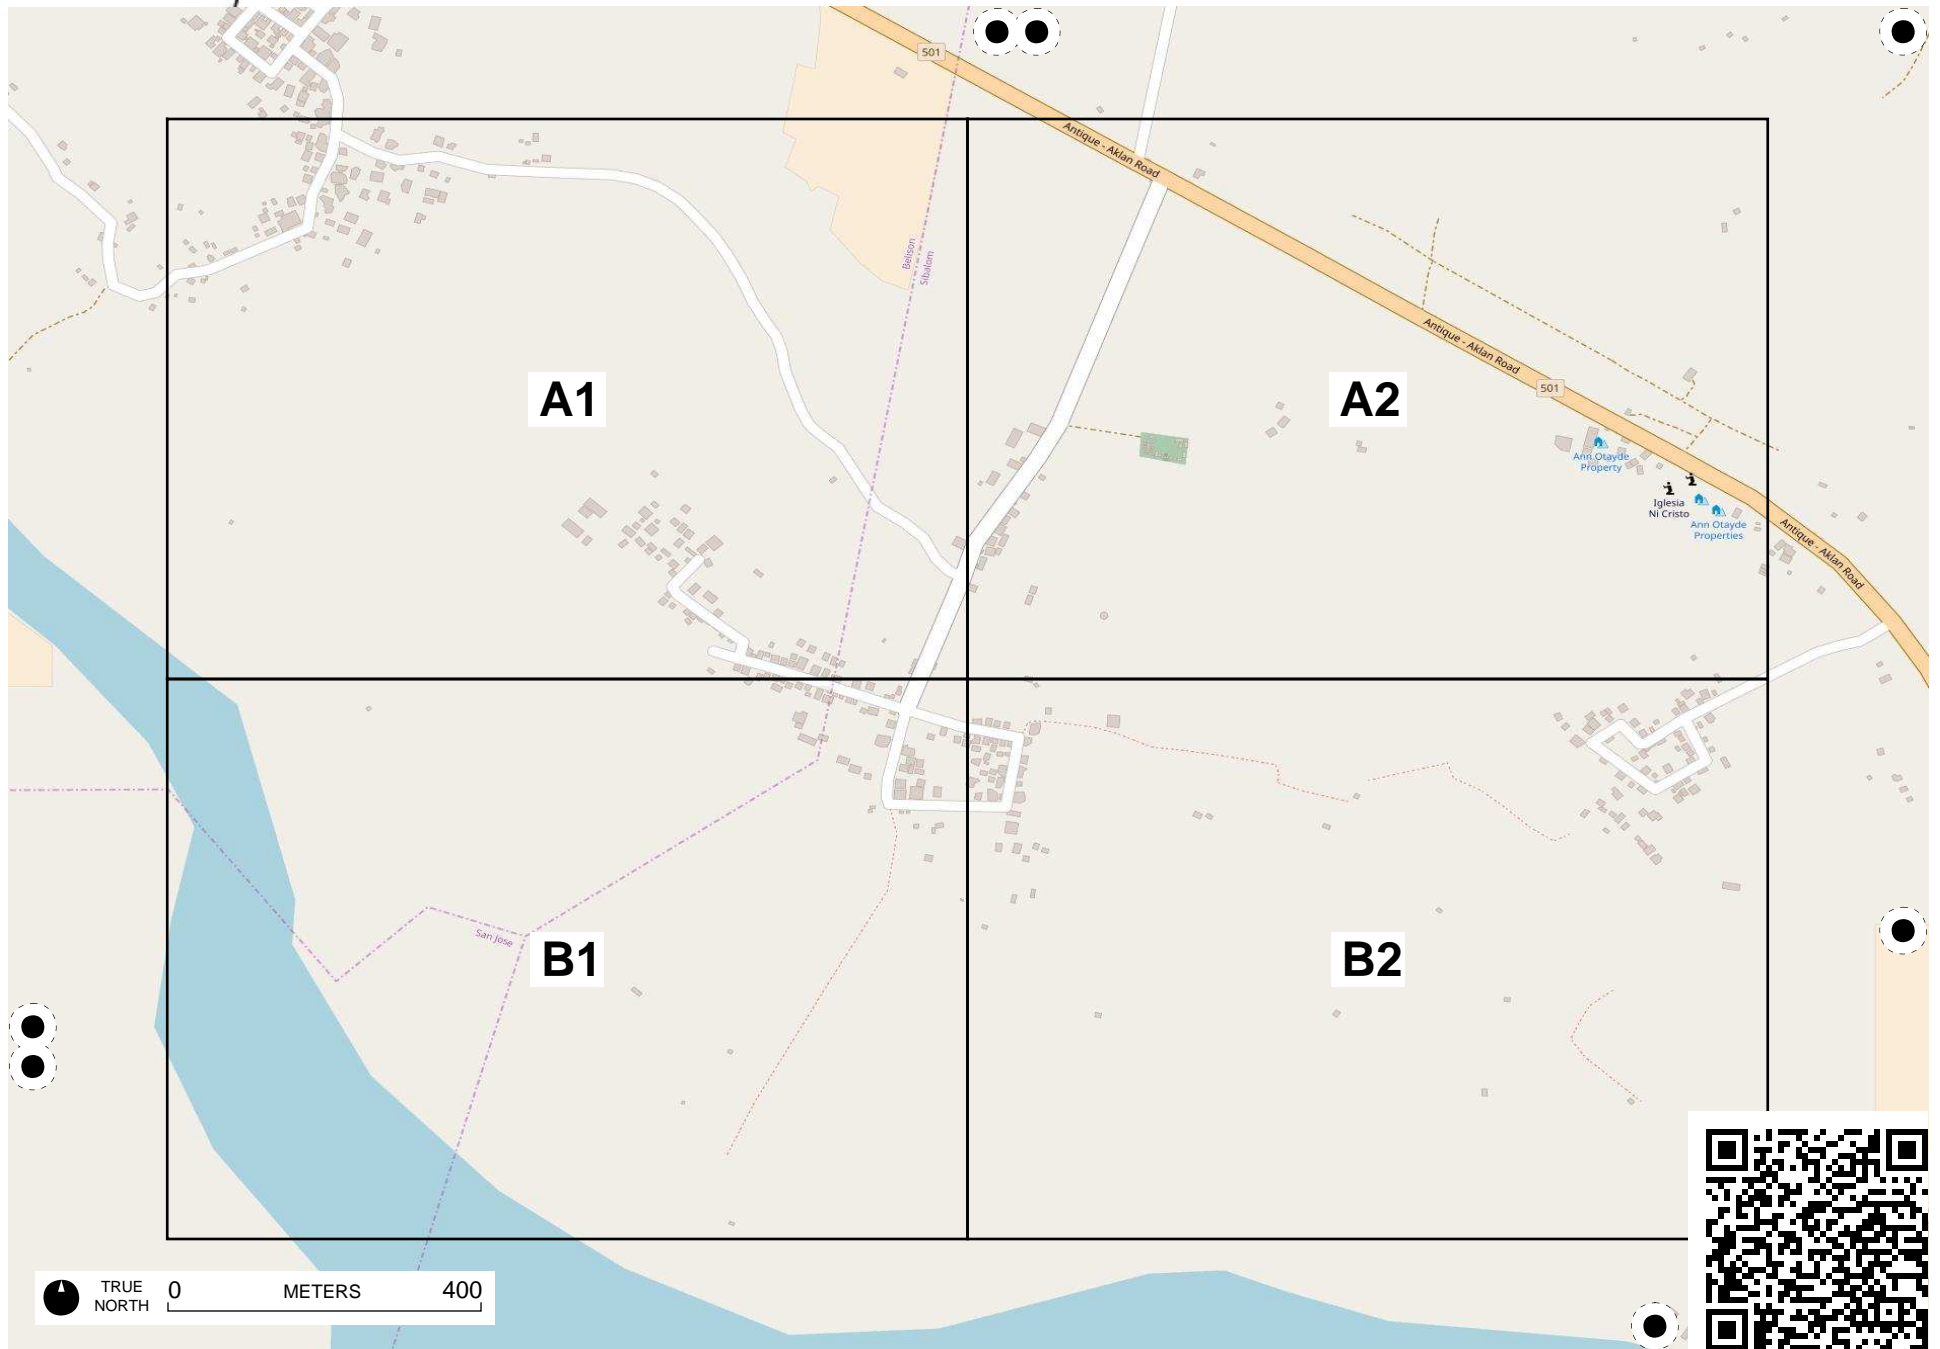 501
Antique - Aklan Road
Belison
Sibalom
Antique - Aklan Road
501
A1
A2
Ann Otayde
Property
Iglesia
Ni Cristo
Ann Otayde
Properties
Antique - Aklan Road
San Jose
B1
B2
TRUE
NORTH
0
METERS
400